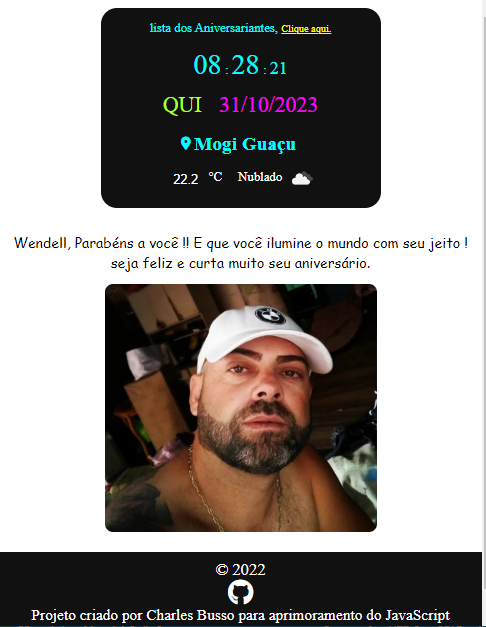 lista dos Aniversariantes, Clique aqui.
08 : 28 : 21
QUI 31/10/2023
Mogi Guaçu
22.2 °C Nublado
Wendell, Parabéns a você !! E que você ilumine o mundo com seu jeito !
seja feliz e curta muito seu aniversário.
BMW
© 2022
Projeto criado por Charles Busso para aprimoramento do JavaScript